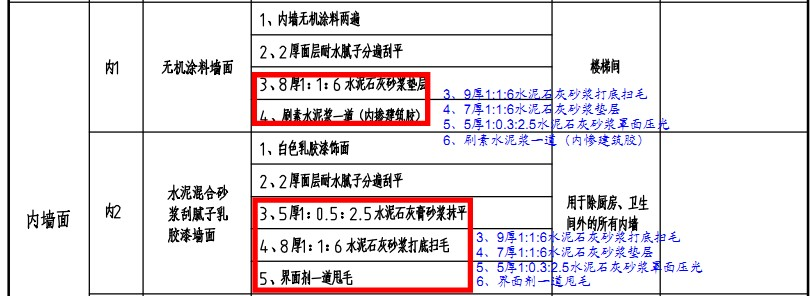 1、内墙无机涂料两遍
2、2厚面层耐水腻子分遍刮平
内1
无机涂料墙面
3、8厚1：1：6水泥石灰砂浆垫层
4、刷素水泥浆一道（内掺建筑胶）
楼梯间
3、9厚1:1:6水泥石灰砂浆打底扫毛
4、7厚1:1:6水泥石灰砂浆垫层
5、5厚1:0.3:2.5水泥石灰砂浆罩面压光
6、刷素水泥浆一道（内惨建筑胶）
内墙面
内2
水泥混合砂
浆刮腻子乳
胶漆墙面
1、白色乳胶漆饰面
2、2厚面层耐水腻子分遍刮平
3、5厚1：0.5：2.5水泥石灰膏砂浆抹平
4、8厚1：1：6水泥石灰砂浆打底扫毛
5、界面剂一道甩毛
用于除厨房、卫生
间外的所有内墙
3、9厚1:1:6水泥石灰砂浆打底扫毛
4、7厚1:1:6水泥石灰砂浆垫层
5、5厚1:0.3:2.5水泥石灰砂浆罩面压光
6、界面剂一道甩毛